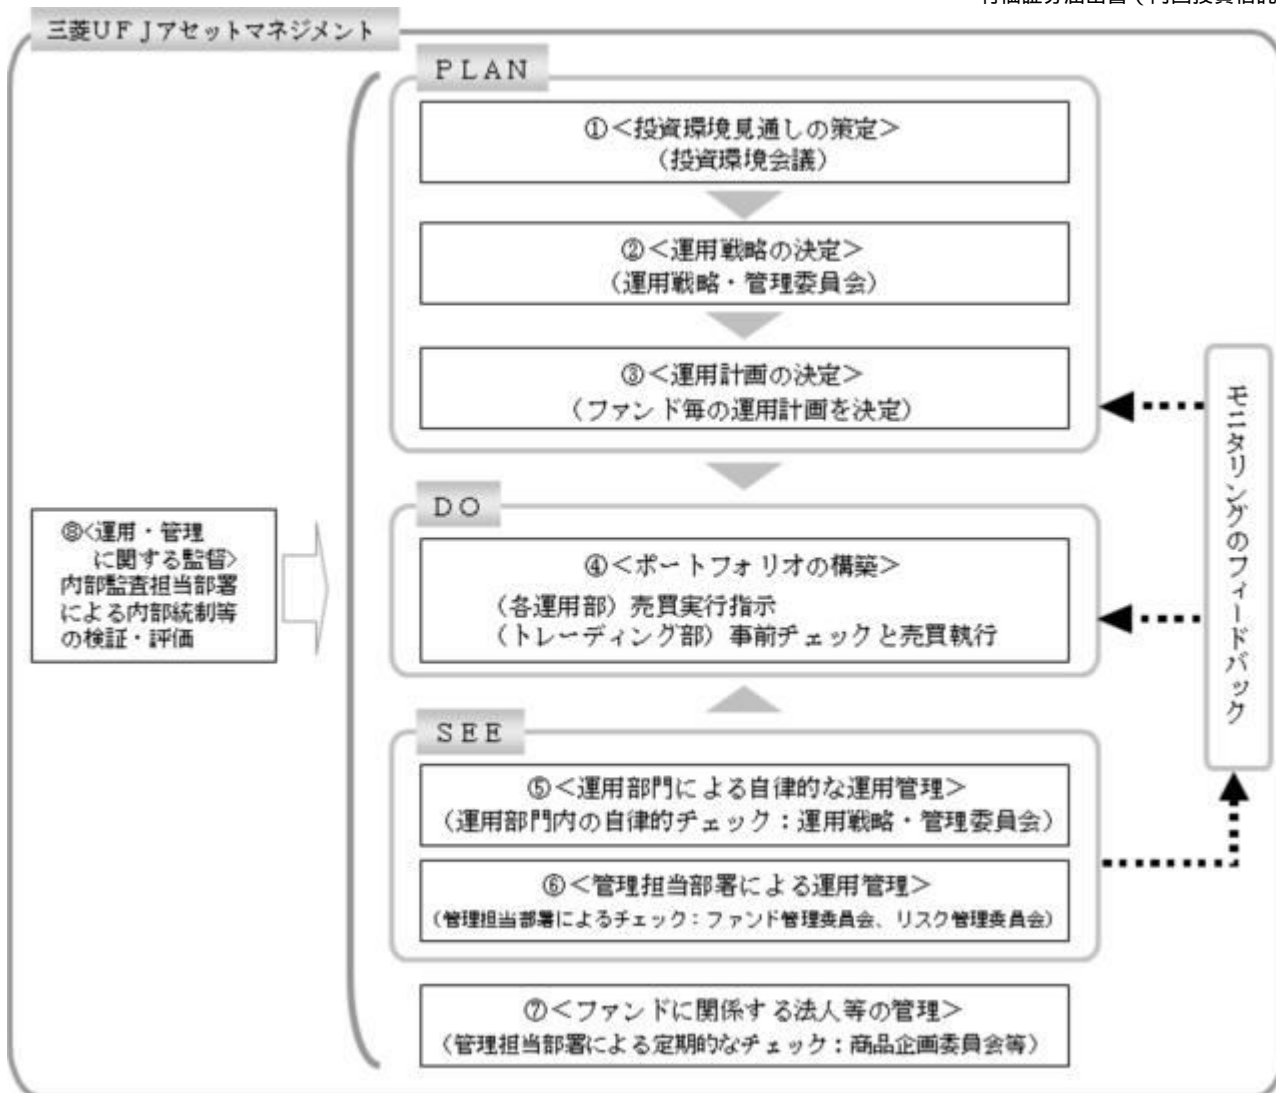 三菱UFJアセットマネジメント
PLAN
①<投資環境見通しの策定>
(投資環境会議)
②<運用戦略の決定>
(運用戦略・管理委員会)
③<運用計画の決定>
(ファンド毎の運用計画を決定)
DO
④<ポートフォリオの構築>
(各運用部)売買実行指示
(トレーディング部)事前チェックと売買執行
SEE
⑤<運用部門による自律的な運用管理>
(運用部門内の自律的チェック:運用戦略・管理委員会)
⑥<管理担当部署による運用管理>
(管理担当部署によるチェック:ファンド管理委員会、リスク管理委員会)
⑦<ファンドに関係する法人等の管理>
(管理担当部署による定期的なチェック:商品企画委員会等)
⑧<運用・管理
に関する監督>
内部監査担当部署
による内部統制等
の検証・評価
モニタリングのフィードバック